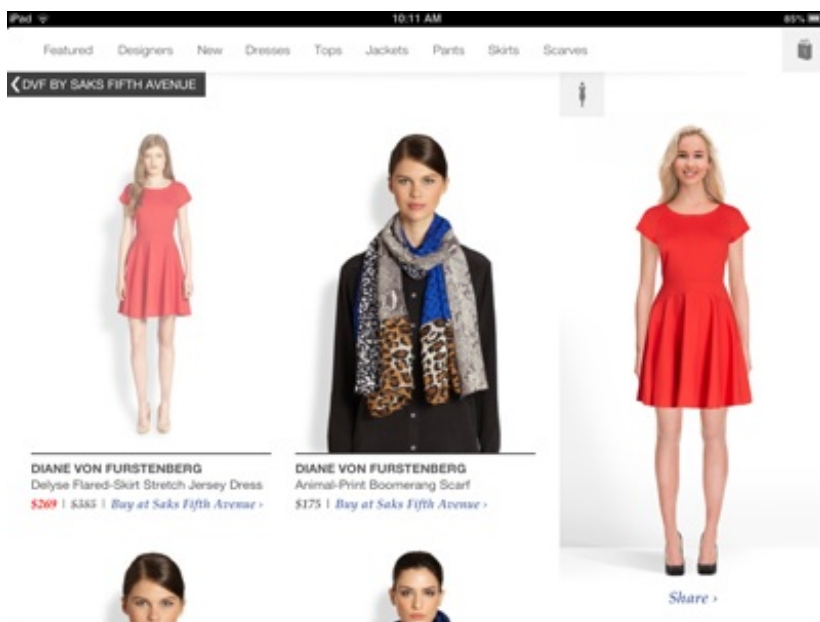 iPad 10:11 AM 85%
Featured Designers New Dresses Tops Jackets Pants Skirts Scarves
DVF BY SAKS FIFTH AVENUE
DIANE VON FURSTENBERG
Delyse Flared-Skirt Stretch Jersey Dress
$269 | $385 | Buy at Saks Fifth Avenue ›
DIANE VON FURSTENBERG
Animal-Print Boomerang Scarf
$175 | Buy at Saks Fifth Avenue ›
Share ›